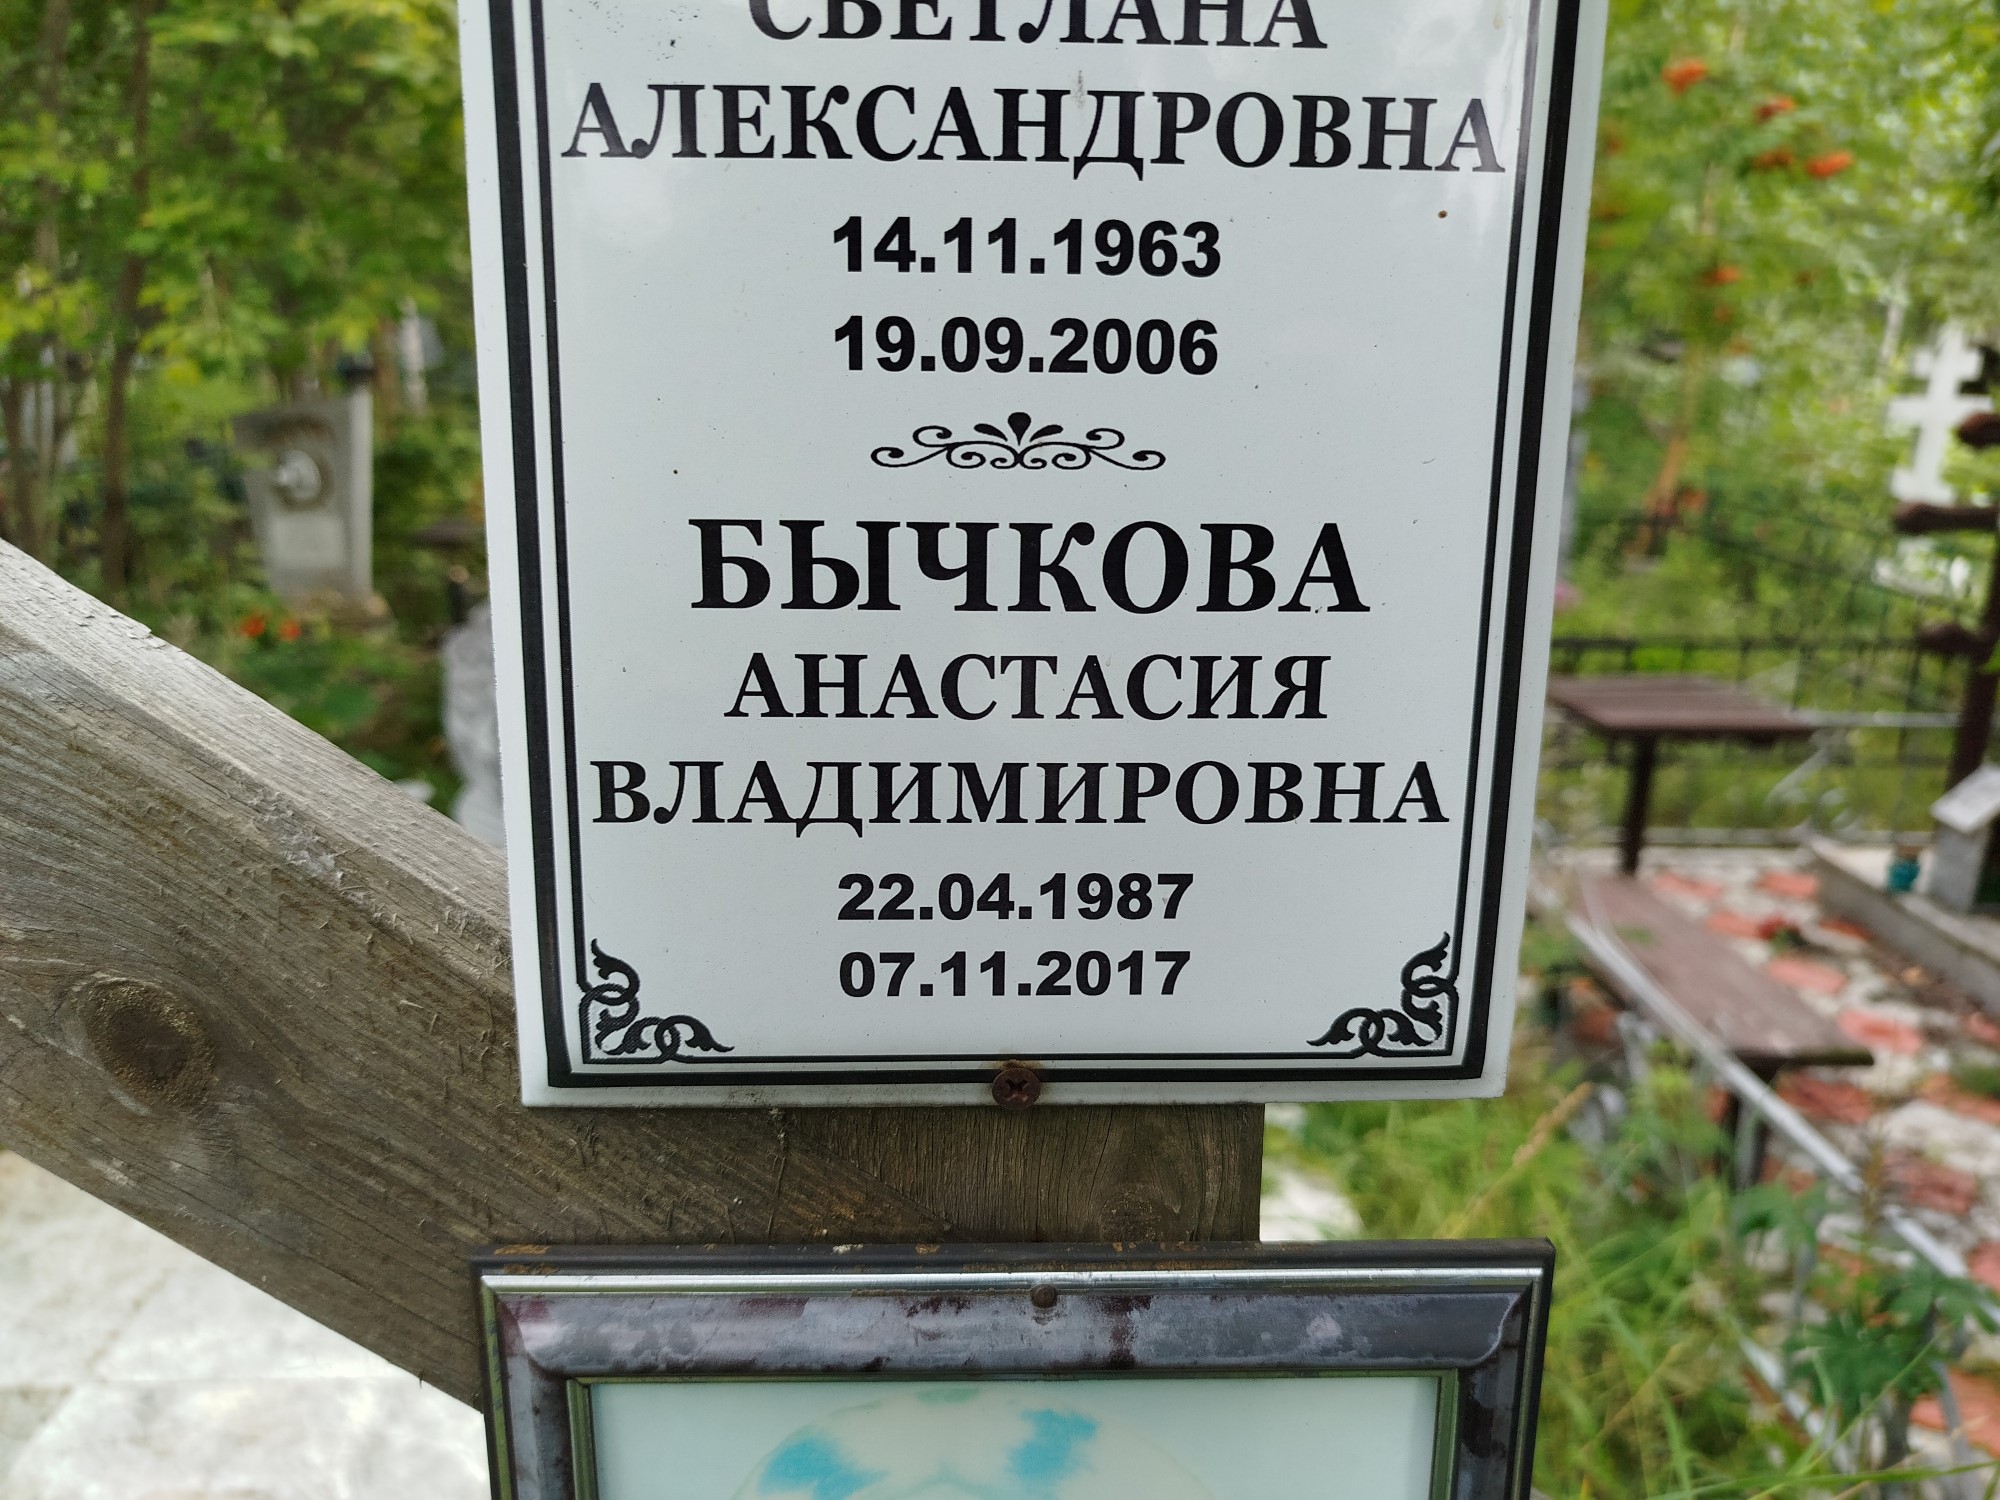 СВЕТЛАНА
АЛЕКСАНДРОВНА
14.11.1963
19.09.2006
БЫЧКОВА
АНАСТАСИЯ
ВЛАДИМИРОВНА
22.04.1987
07.11.2017